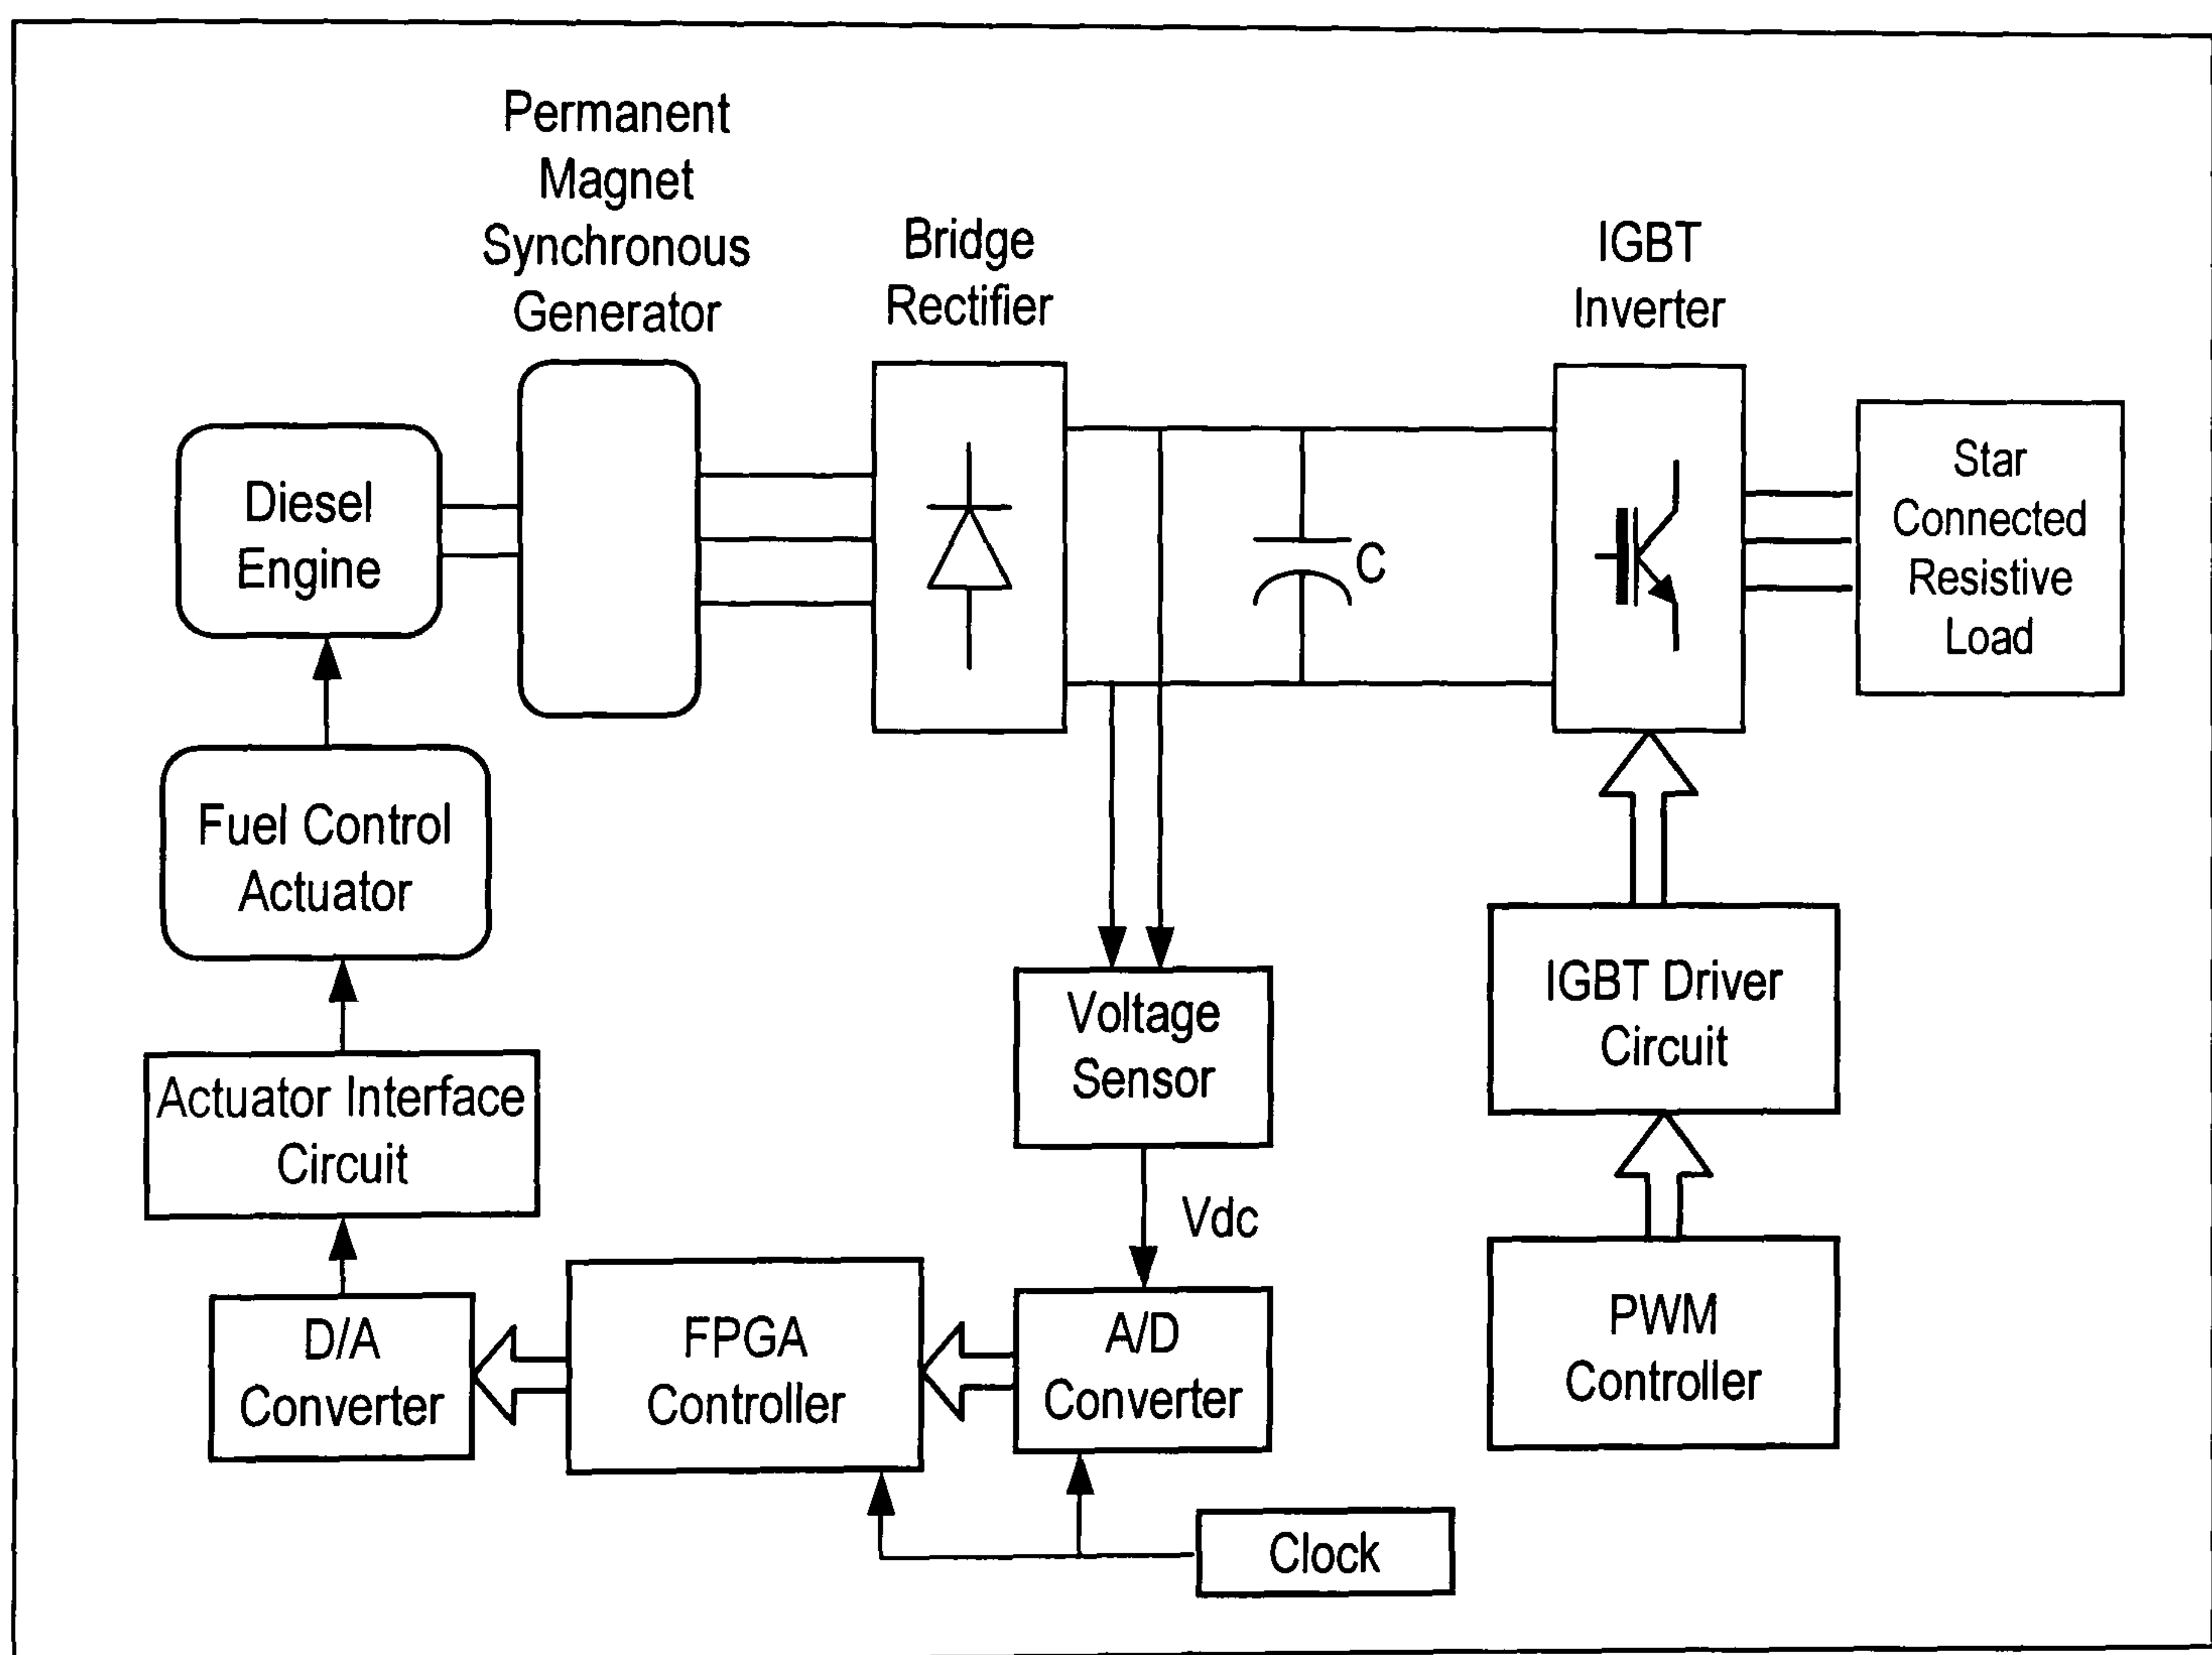 Permanent
Magnet
Synchronous
Generator
Bridge
Rectifier
IGBT
Inverter
Diesel
Engine
C
Star
Connected
Resistive
Load
Fuel Control
Actuator
Voltage
Sensor
IGBT Driver
Circuit
Actuator Interface
Circuit
Vdc
D/A
Converter
FPGA
Controller
A/D
Converter
PWM
Controller
Clock